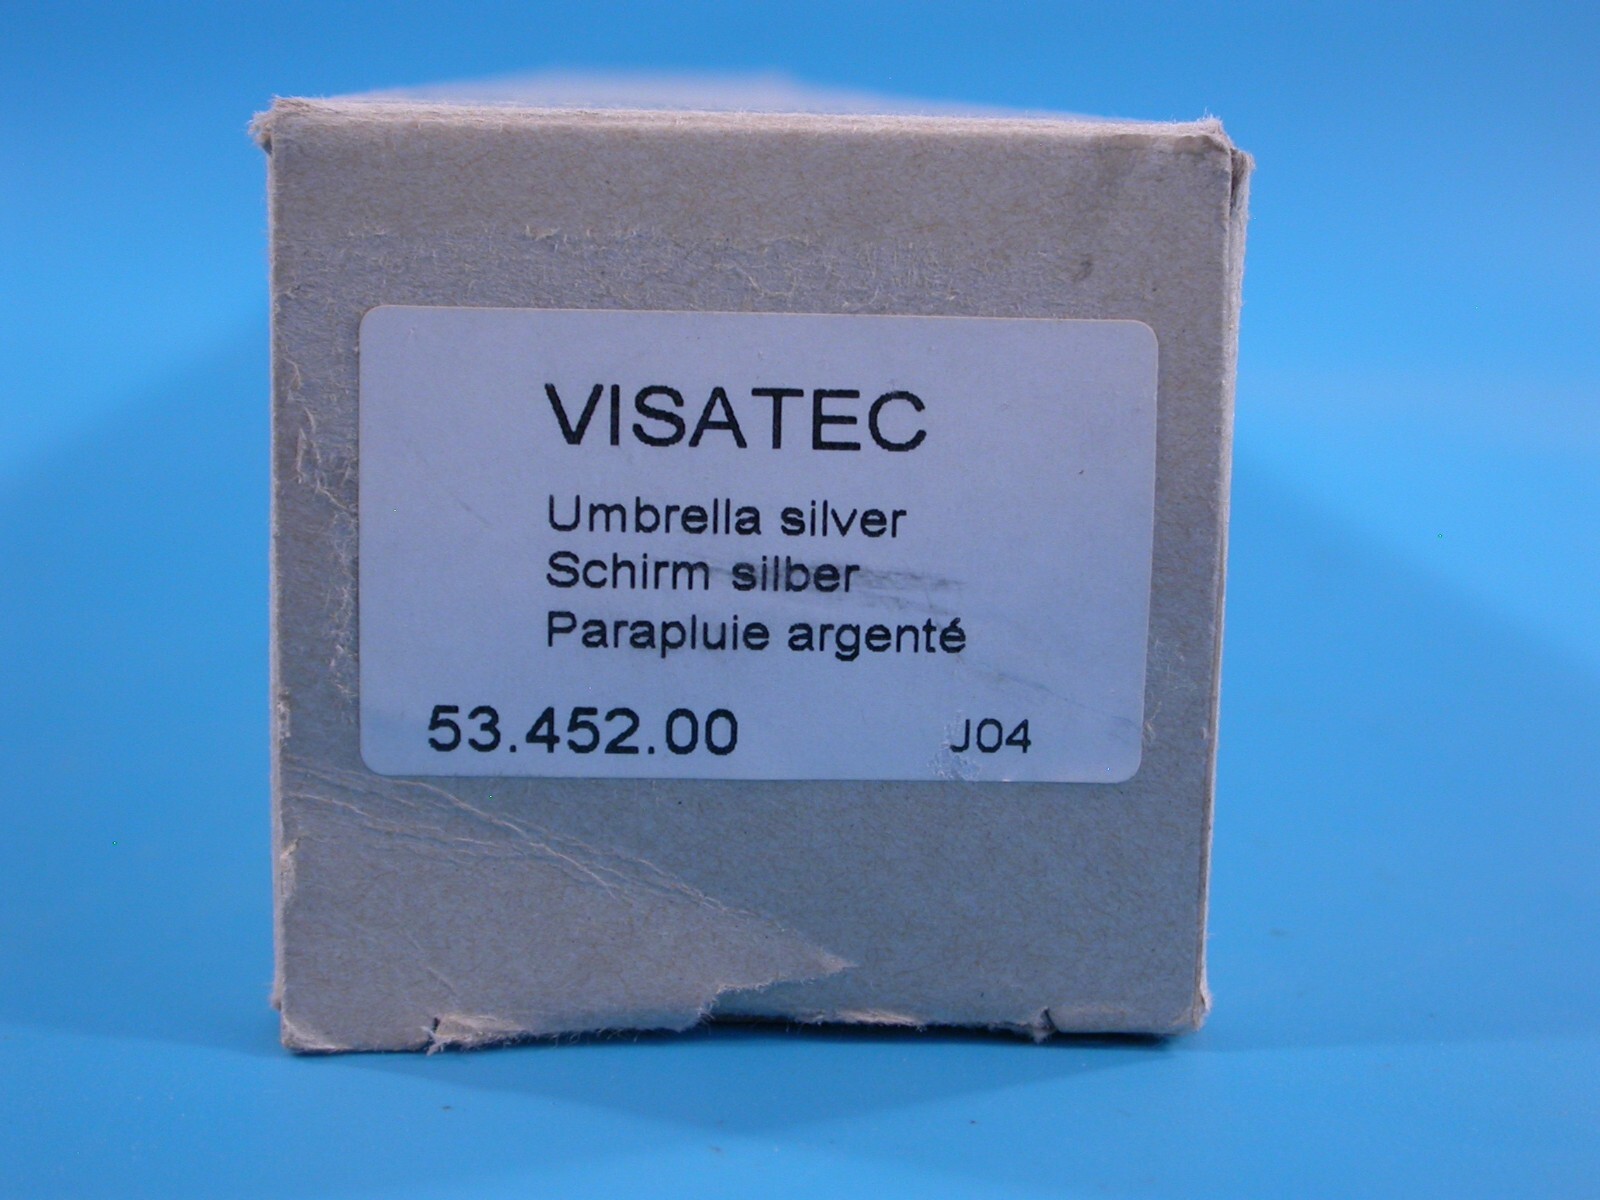 VISATEC
Umbrella silver
Schirm silber
Parapluie argenté
53.452.00 J04